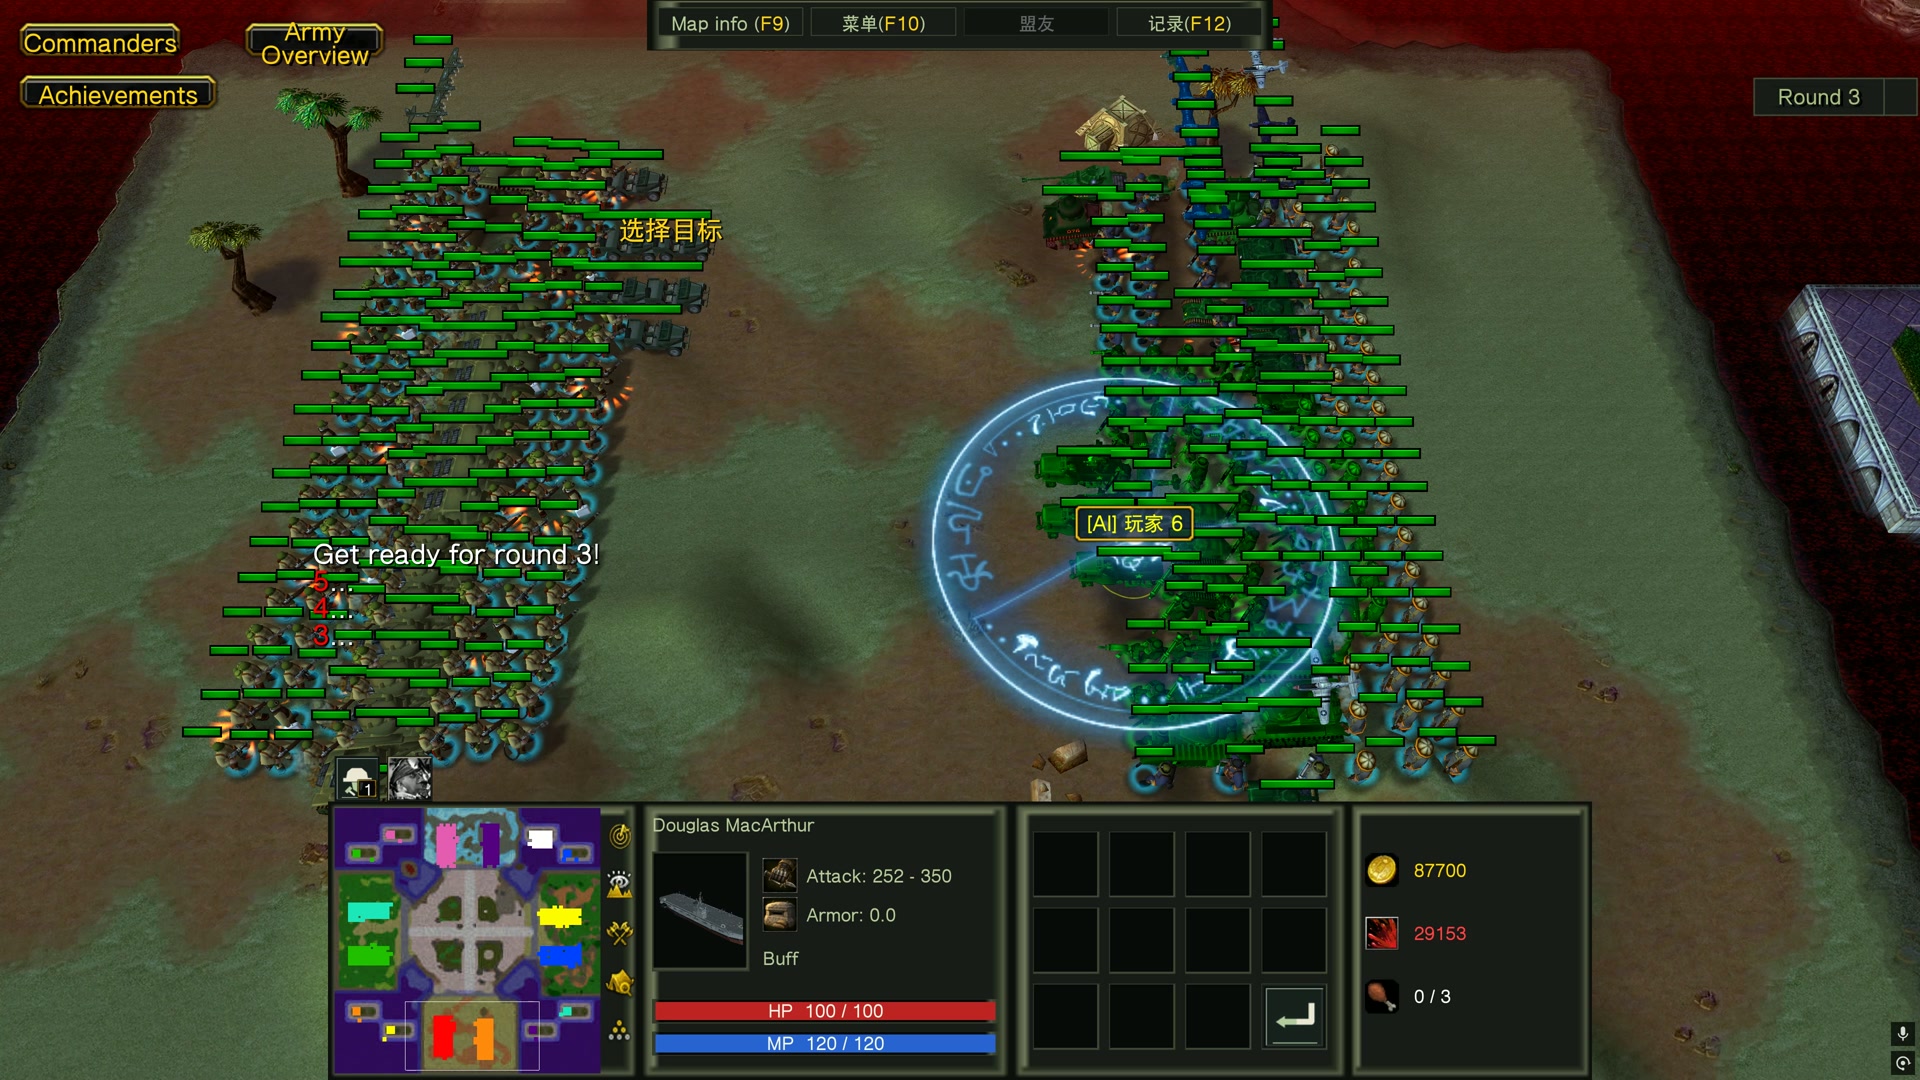 Map info (F9)
菜单(F10)
盟友
记录(F12)
Commanders
Army
Overview
Achievements
Round 3
选择目标
[AI] 玩家 6
Get ready for round 3!
5...
4...
3...
1
Douglas MacArthur
Attack: 252 - 350
Armor: 0.0
Buff
HP 100 / 100
MP 120 / 120
87700
29153
0 / 3